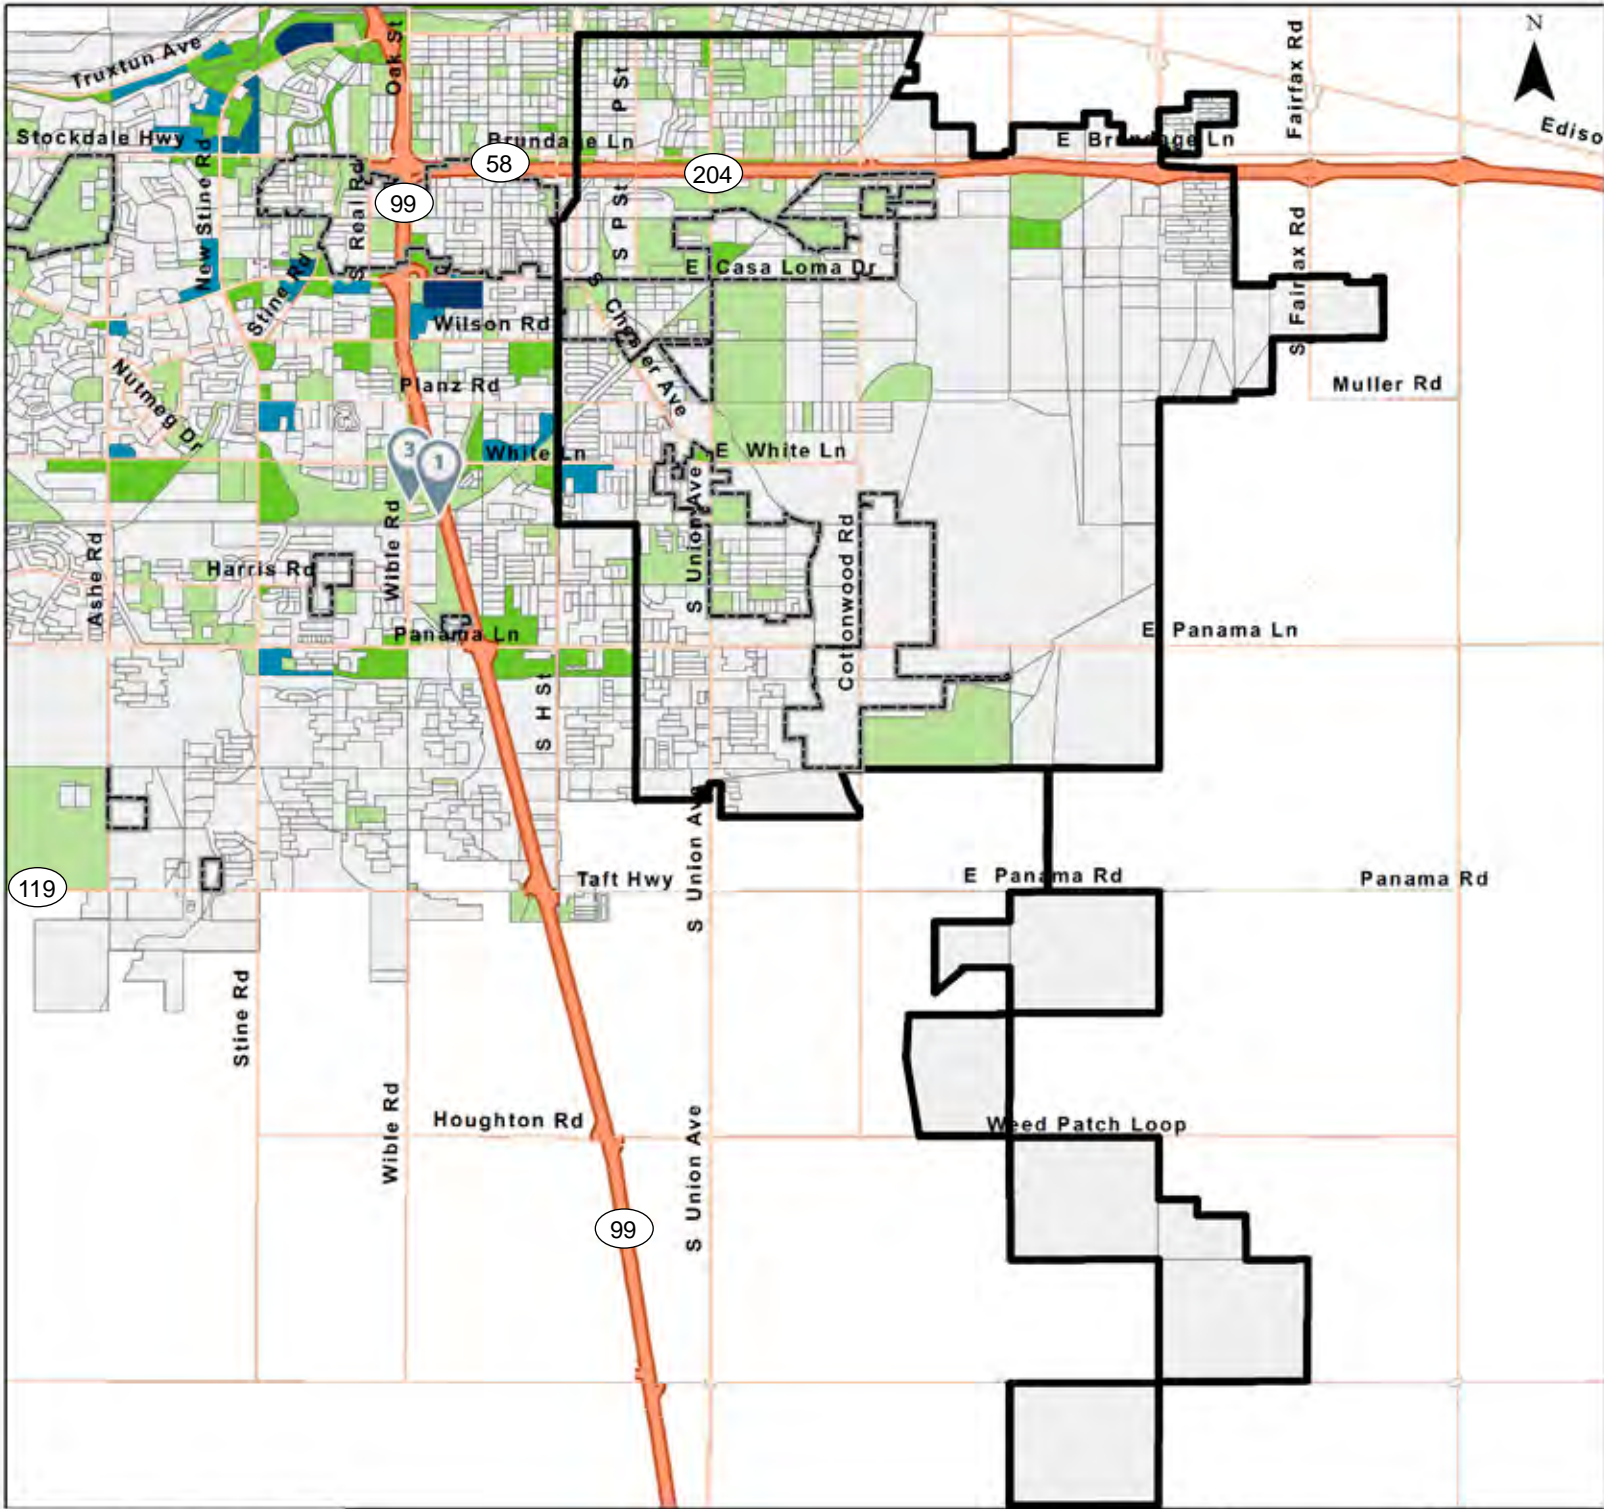 N
Truxtun Ave
Oak St
P St
Fairfax Rd
Ediso
Stockdale Hwy
Brundage Ln
E Brundage Ln
58
204
99
New Stine Rd
S Real Rd
S P St
S Fairfax Rd
Stine Rd
E Casa Loma Dr
S Chester Ave
Wilson Rd
Nutmeg Dr
Planz Rd
Muller Rd
3
1
White Ln
E White Ln
Wible Rd
S Union Ave
Cottonwood Rd
Ashe Rd
Harris Rd
Panama Ln
E Panama Ln
S H St
119
Taft Hwy
S Union Ave
E Panama Rd
Panama Rd
Stine Rd
Wible Rd
Houghton Rd
S Union Ave
Weed Patch Loop
99